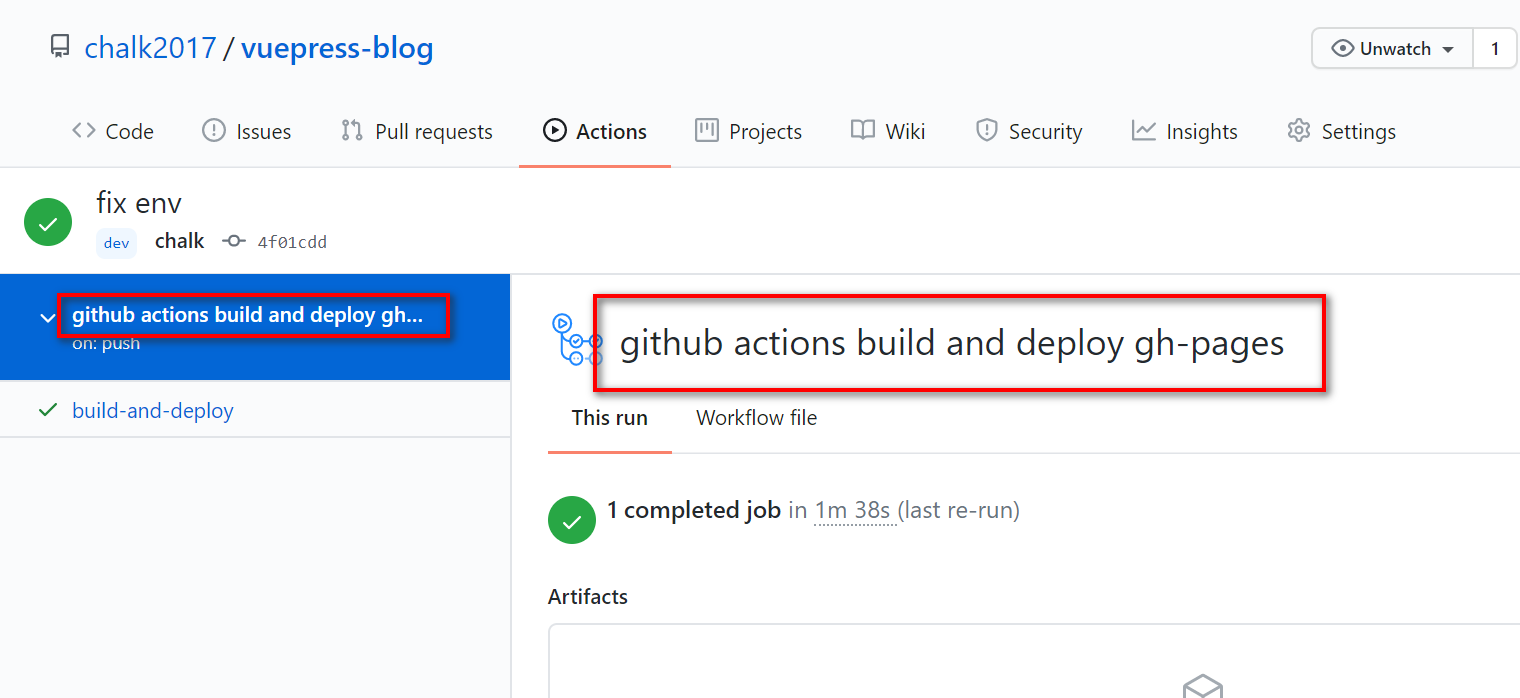 chalk2017 / vuepress-blog
Unwatch 1
Code Issues Pull requests Actions Projects Wiki Security Insights Settings
fix env
dev chalk 4f01cdd
github actions build and deploy gh...
on: push
build-and-deploy
github actions build and deploy gh-pages
This run Workflow file
1 completed job in 1m 38s (last re-run)
Artifacts